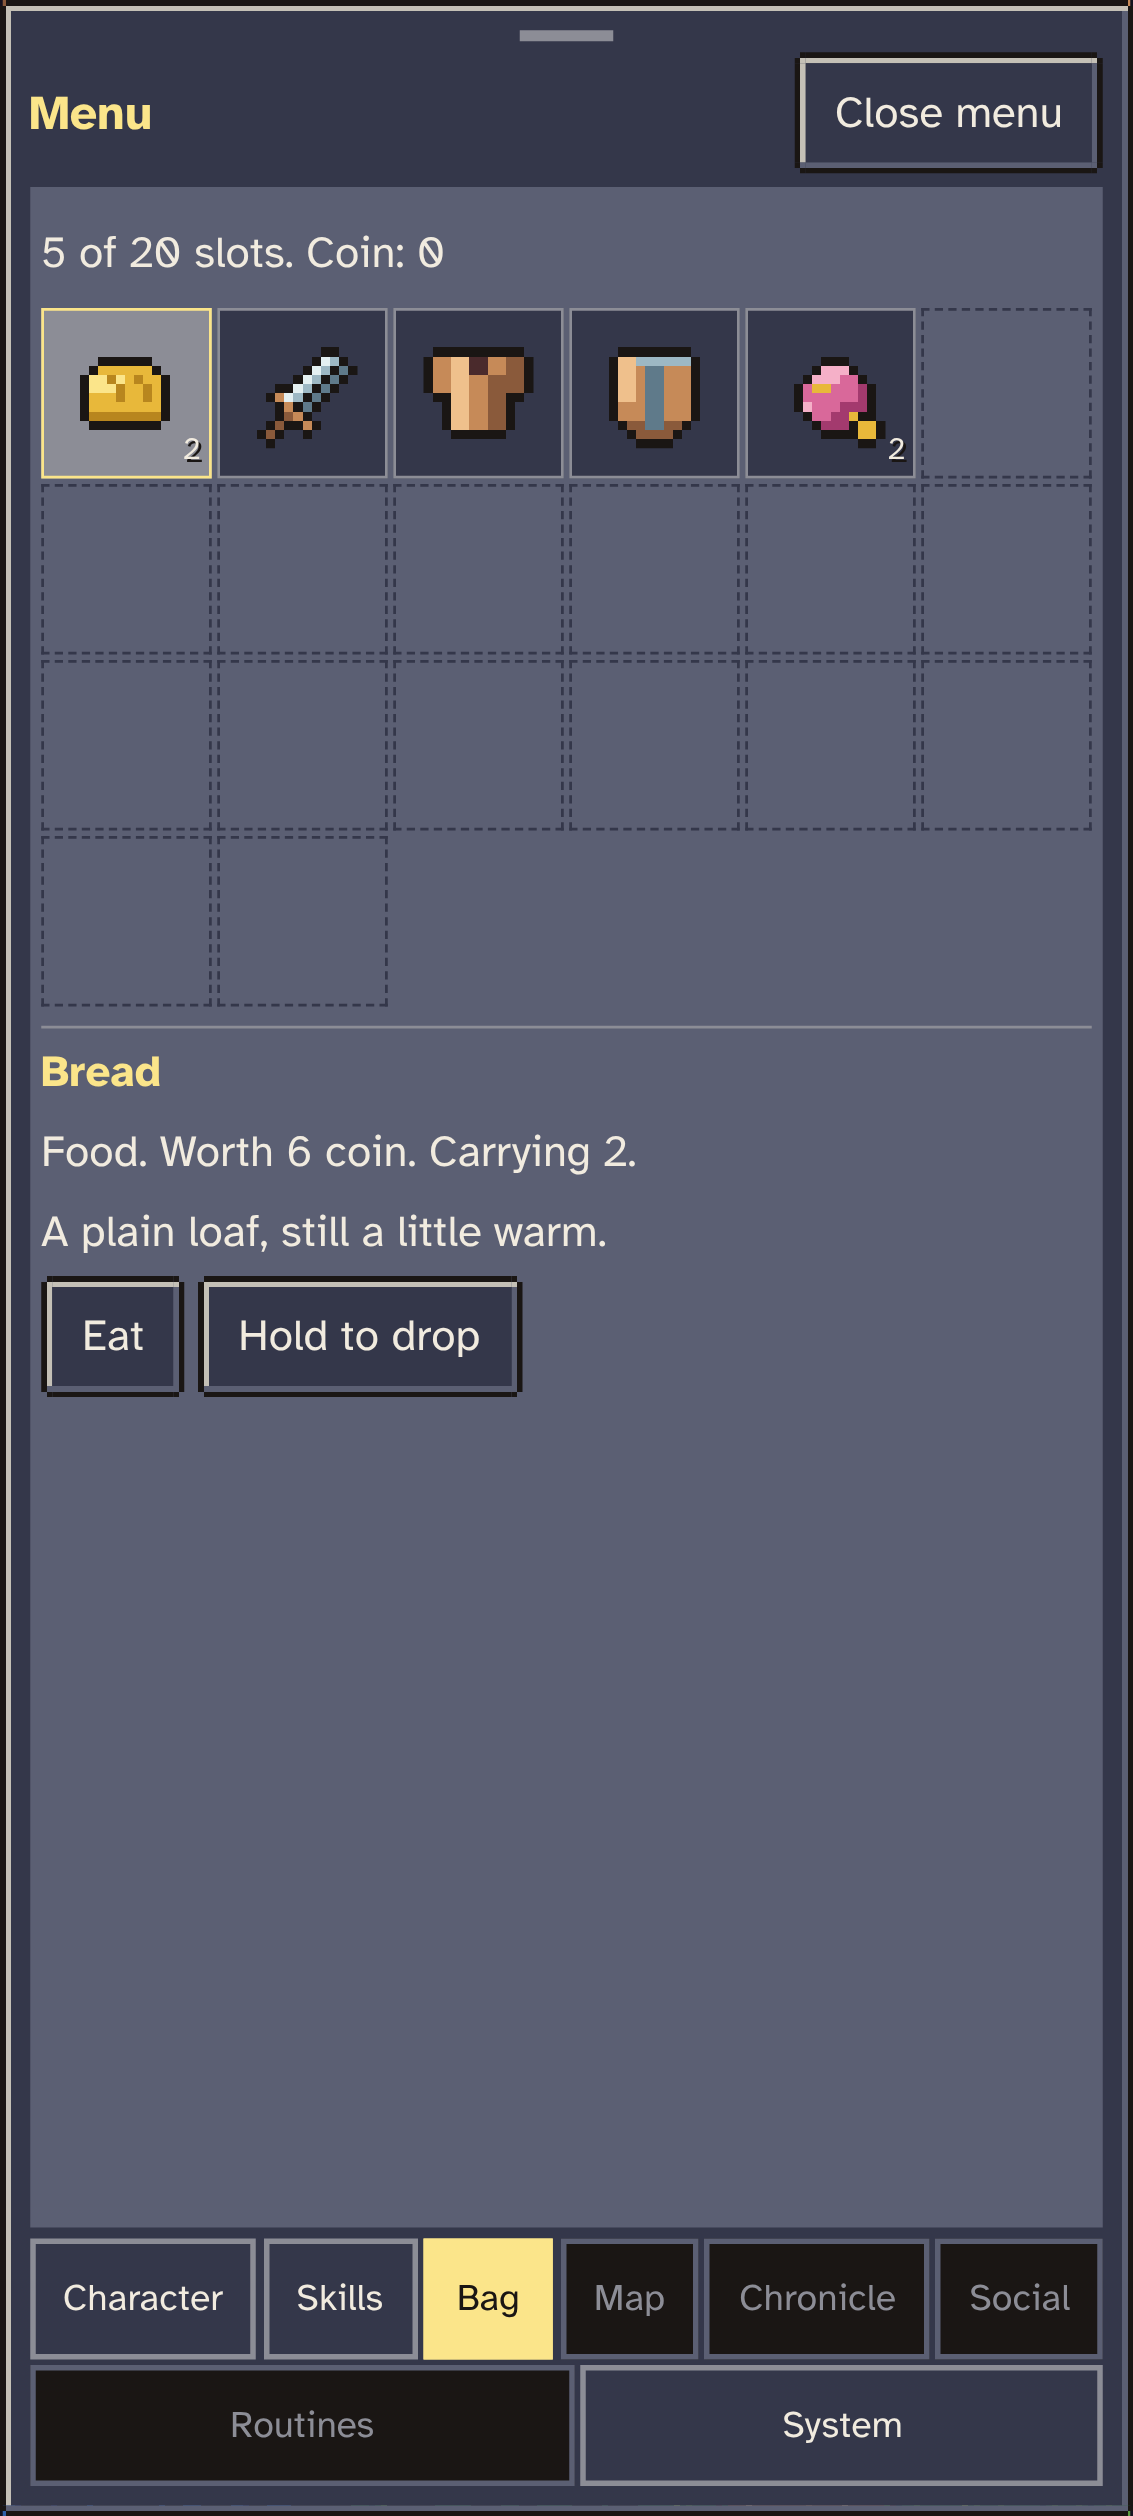 Menu
Close menu
5 of 20 slots. Coin: 0
2
2
Bread
Food. Worth 6 coin. Carrying 2.
A plain loaf, still a little warm.
Eat
Hold to drop
Character
Skills
Bag
Map
Chronicle
Social
Routines
System